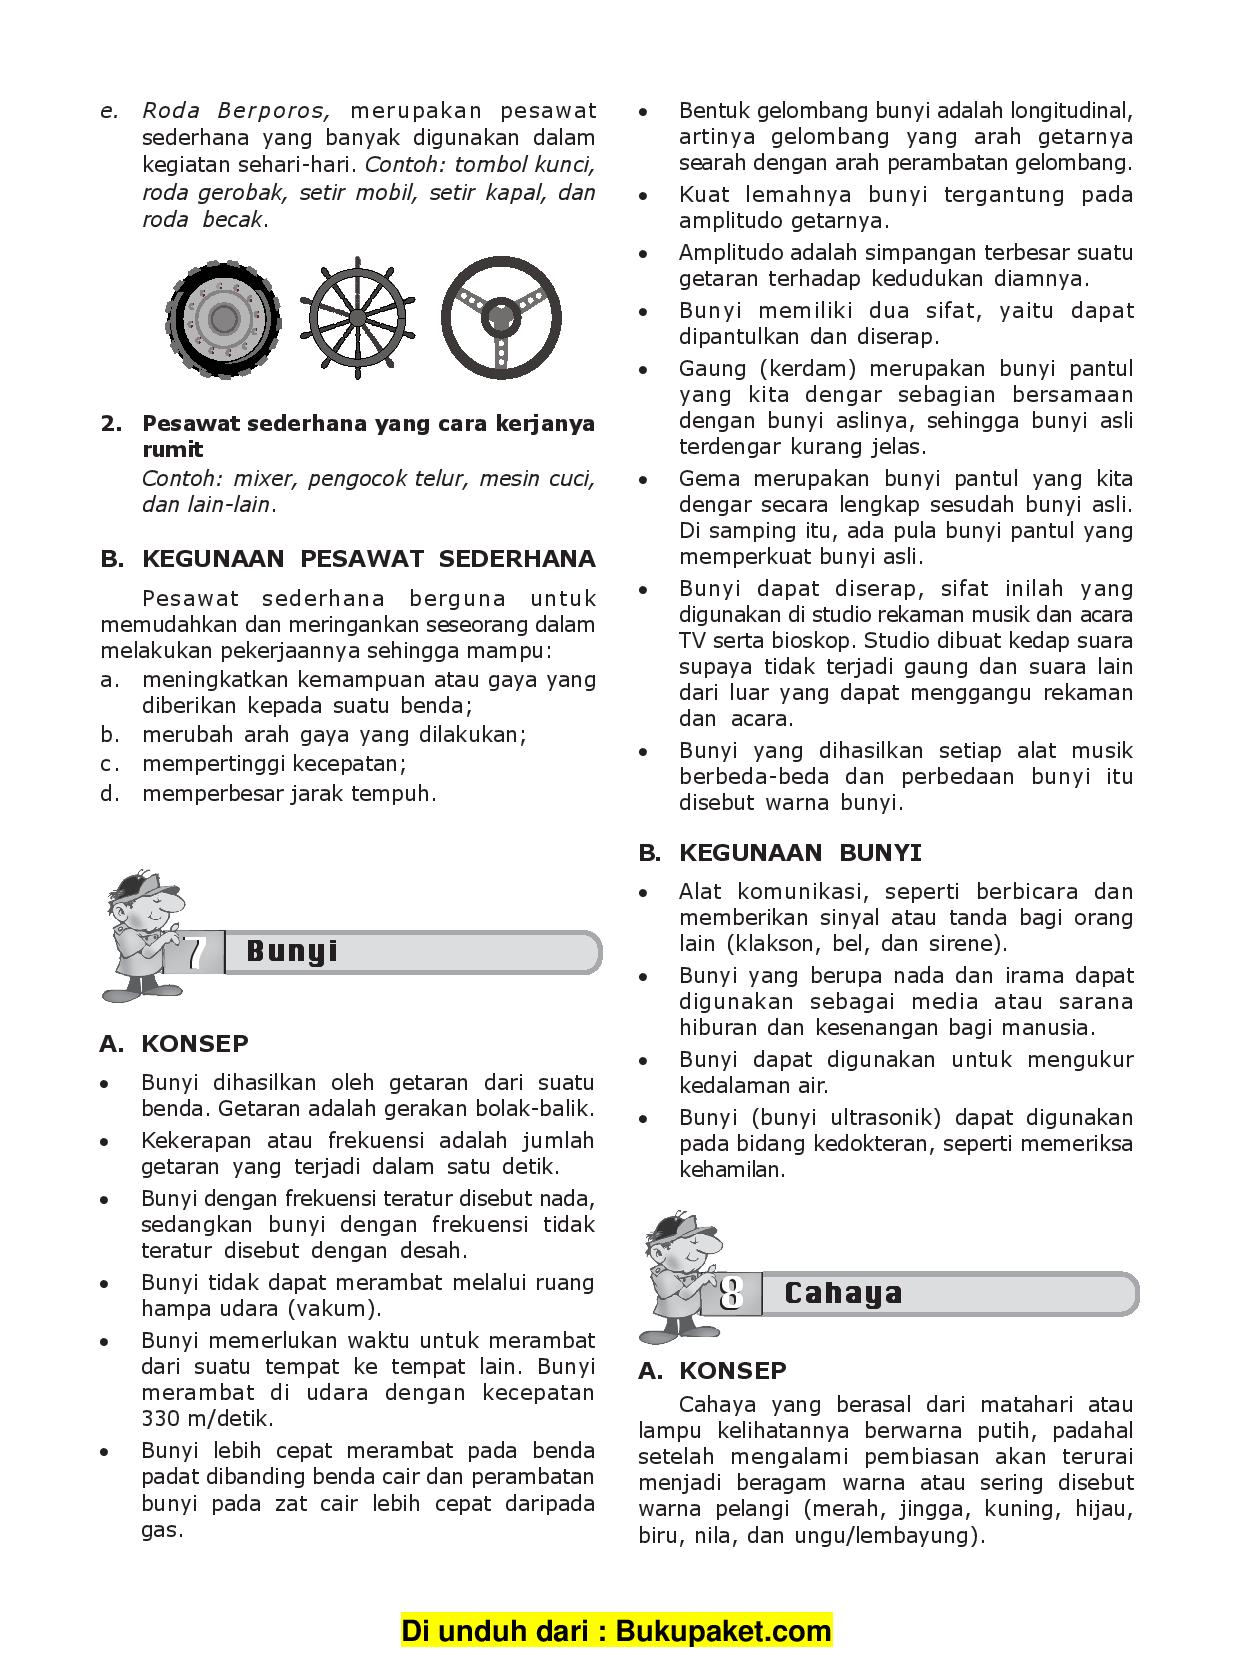 e. Roda Berporos, merupakan pesawat
sederhana yang banyak digunakan dalam
kegiatan sehari-hari. Contoh: tombol kunci,
roda gerobak, setir mobil, setir kapal, dan
roda becak.
2. Pesawat sederhana yang cara kerjanya
rumit
Contoh: mixer, pengocok telur, mesin cuci,
dan lain-lain.
B. KEGUNAAN PESAWAT SEDERHANA
Pesawat sederhana berguna untuk
memudahkan dan meringankan seseorang dalam
melakukan pekerjaannya sehingga mampu:
a. meningkatkan kemampuan atau gaya yang
diberikan kepada suatu benda;
b. merubah arah gaya yang dilakukan;
c. mempertinggi kecepatan;
d. memperbesar jarak tempuh.
7 Bunyi
A. KONSEP
• Bunyi dihasilkan oleh getaran dari suatu
benda. Getaran adalah gerakan bolak-balik.
• Kekerapan atau frekuensi adalah jumlah
getaran yang terjadi dalam satu detik.
• Bunyi dengan frekuensi teratur disebut nada,
sedangkan bunyi dengan frekuensi tidak
teratur disebut dengan desah.
• Bunyi tidak dapat merambat melalui ruang
hampa udara (vakum).
• Bunyi memerlukan waktu untuk merambat
dari suatu tempat ke tempat lain. Bunyi
merambat di udara dengan kecepatan
330 m/detik.
• Bunyi lebih cepat merambat pada benda
padat dibanding benda cair dan perambatan
bunyi pada zat cair lebih cepat daripada
gas.
• Bentuk gelombang bunyi adalah longitudinal,
artinya gelombang yang arah getarnya
searah dengan arah perambatan gelombang.
• Kuat lemahnya bunyi tergantung pada
amplitudo getarnya.
• Amplitudo adalah simpangan terbesar suatu
getaran terhadap kedudukan diamnya.
• Bunyi memiliki dua sifat, yaitu dapat
dipantulkan dan diserap.
• Gaung (kerdam) merupakan bunyi pantul
yang kita dengar sebagian bersamaan
dengan bunyi aslinya, sehingga bunyi asli
terdengar kurang jelas.
• Gema merupakan bunyi pantul yang kita
dengar secara lengkap sesudah bunyi asli.
Di samping itu, ada pula bunyi pantul yang
memperkuat bunyi asli.
• Bunyi dapat diserap, sifat inilah yang
digunakan di studio rekaman musik dan acara
TV serta bioskop. Studio dibuat kedap suara
supaya tidak terjadi gaung dan suara lain
dari luar yang dapat menggangu rekaman
dan acara.
• Bunyi yang dihasilkan setiap alat musik
berbeda-beda dan perbedaan bunyi itu
disebut warna bunyi.
B. KEGUNAAN BUNYI
• Alat komunikasi, seperti berbicara dan
memberikan sinyal atau tanda bagi orang
lain (klakson, bel, dan sirene).
• Bunyi yang berupa nada dan irama dapat
digunakan sebagai media atau sarana
hiburan dan kesenangan bagi manusia.
• Bunyi dapat digunakan untuk mengukur
kedalaman air.
• Bunyi (bunyi ultrasonik) dapat digunakan
pada bidang kedokteran, seperti memeriksa
kehamilan.
8 Cahaya
A. KONSEP
Cahaya yang berasal dari matahari atau
lampu kelihatannya berwarna putih, padahal
setelah mengalami pembiasan akan terurai
menjadi beragam warna atau sering disebut
warna pelangi (merah, jingga, kuning, hijau,
biru, nila, dan ungu/lembayung).
Di unduh dari : Bukupaket.com